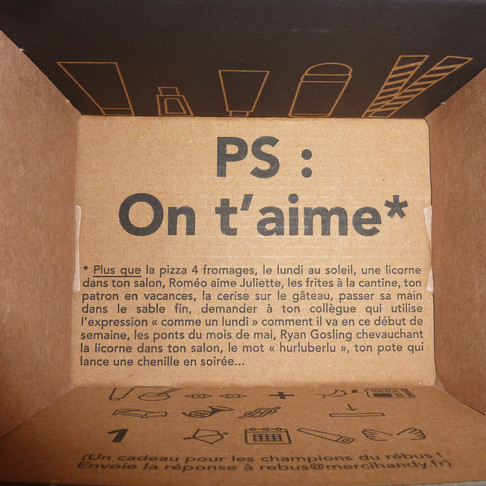 PS :
On t'aime*
* Plus que la pizza 4 fromages, le lundi au soleil, une licorne
dans ton salon, Roméo aime Juliette, les frites à la cantine, ton
patron en vacances, la cerise sur le gâteau, passer sa main
dans le sable fin, demander à ton collègue qui utilise
l'expression « comme un lundi » comment il va en ce début de
semaine, les ponts du mois de mai, Ryan Gosling chevauchant
la licorne dans ton salon, le mot « hurluberlu », ton pote qui
lance une chenille en soirée...
+
1
(Un cadeau pour les champions du rébus !
Envoie la réponse à rebus@mercihandy.fr)